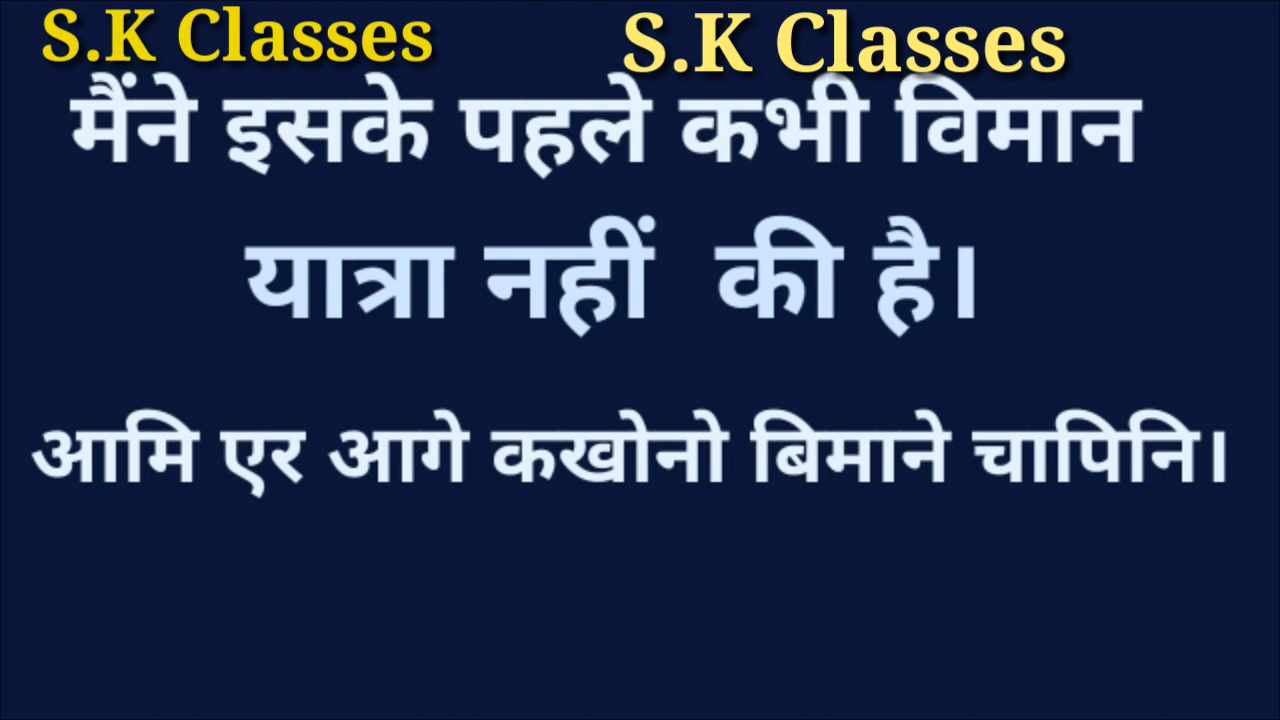 S.K Classes S.K Classes
मैंने इसके पहले कभी विमान
यात्रा नहीं की है।
आमि एर आगे कखोनो बिमाने चापिनि।